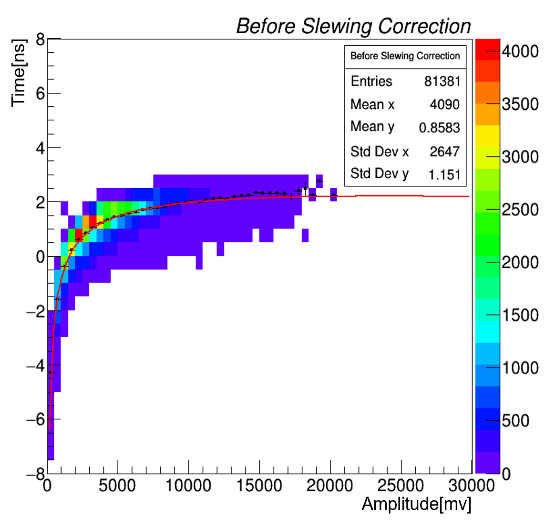 Before Slewing Correction
Time[ns]
8
6
4
2
0
−2
−4
−6
−8
Before Slewing Correction
Entries 81381
Mean x 4090
Mean y 0.8583
Std Dev x 2647
Std Dev y 1.151
4000
3500
3000
2500
2000
1500
1000
500
0
0 5000 10000 15000 20000 25000 30000
Amplitude[mv]